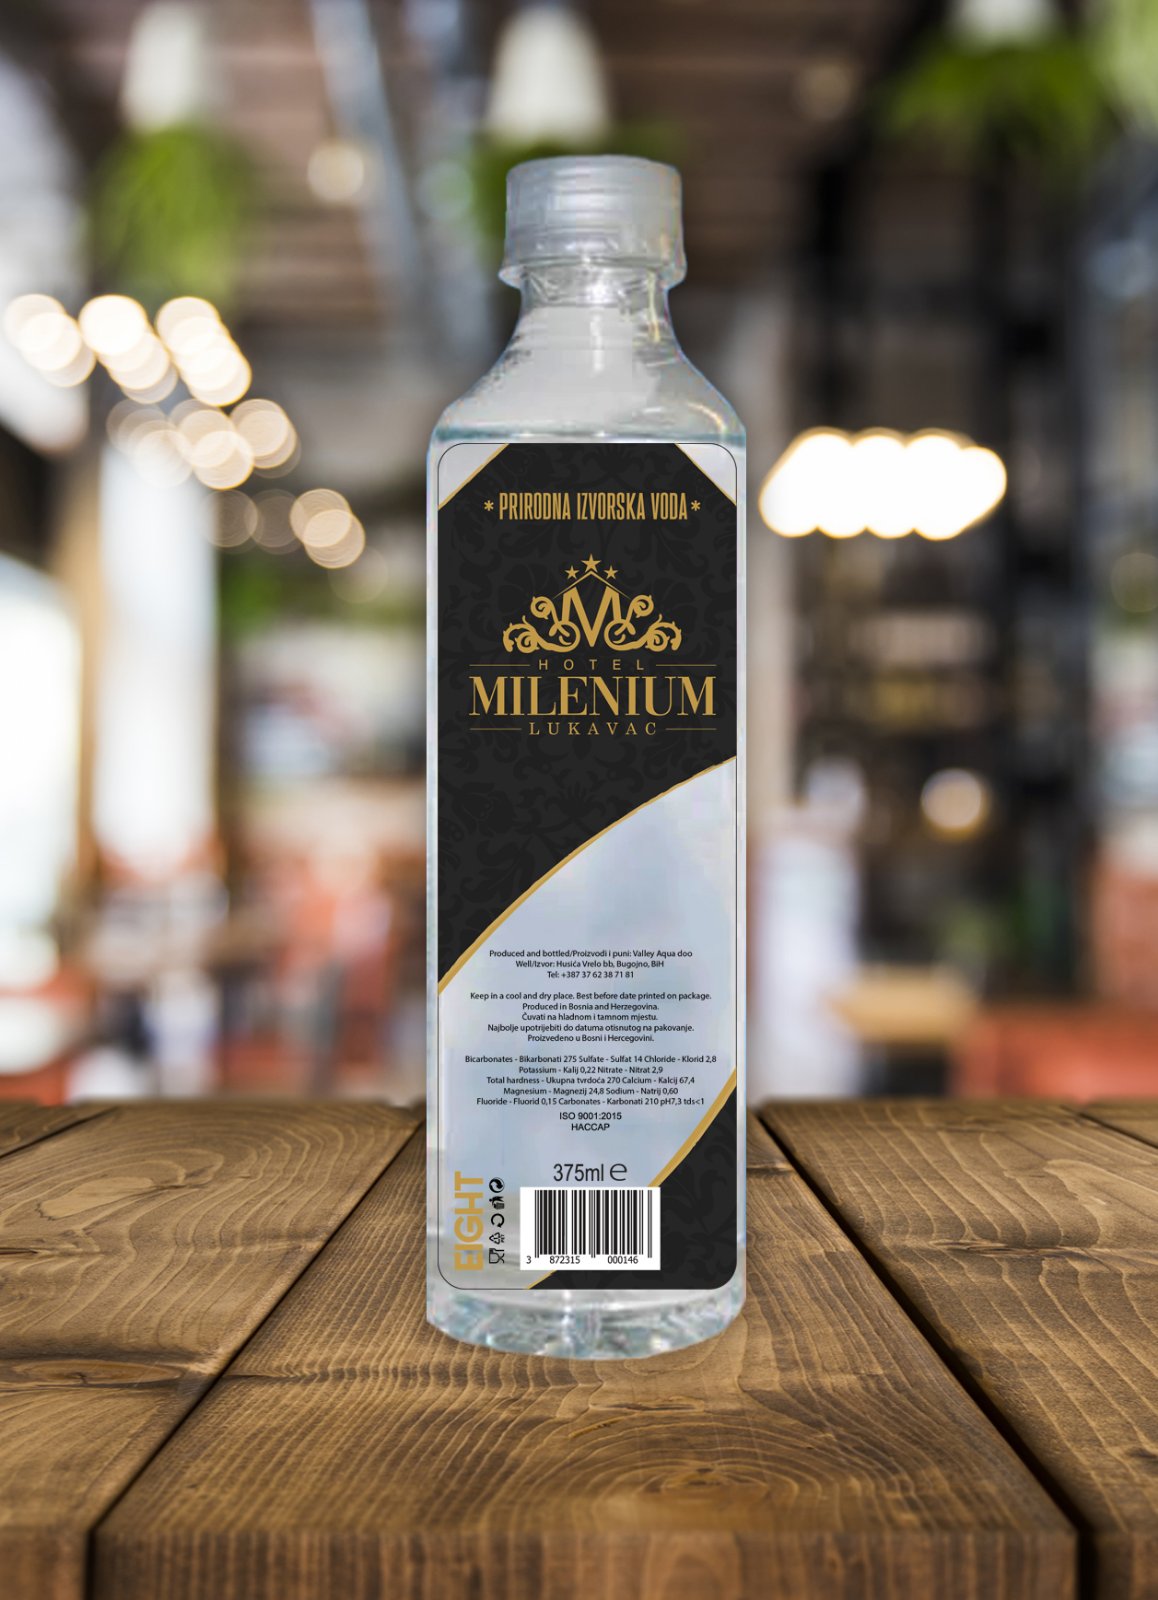 * PRIRODNA IZVORSKA VODA *
M
HOTEL
MILENIUM
LUKAVAC
Produced and bottled/Proizvodi i puni: Valley Aqua doo
Well/Izvor: Husića Vrelo bb, Bugojno, BiH
Tel: +387 37 62 38 71 81
Keep in a cool and dry place. Best before date printed on package.
Produced in Bosnia and Herzegovina.
Čuvati na hladnom i tamnom mjestu.
Najbolje upotrijebiti do datuma otisnutog na pakovanje.
Proizvedeno u Bosni i Hercegovini.
Bicarbonates - Bikarbonati 275 Sulfate - Sulfat 14 Chloride - Klorid 2,8
Potassium - Kalij 0,22 Nitrate - Nitrat 2,9
Total hardness - Ukupna tvrdoća 270 Calcium - Kalcij 67,4
Magnesium - Magnezij 24,8 Sodium - Natrij 0,60
Fluoride - Fluorid 0,15 Carbonates - Karbonati 210 pH7,3 tds<1
ISO 9001:2015
HACCAP
375ml ℮
EIGHT
3 872315 000146